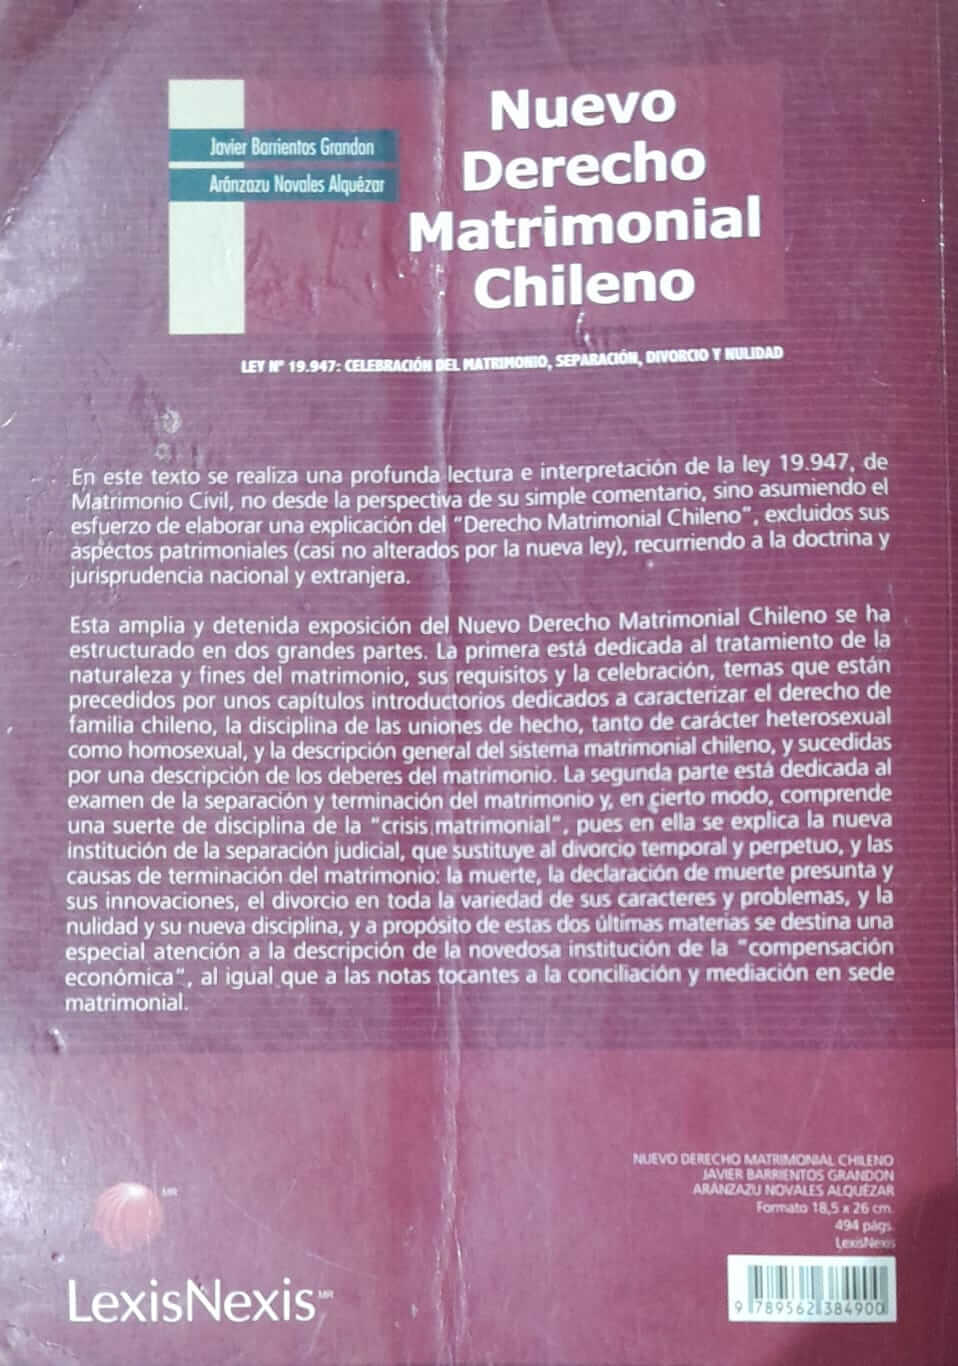 Javier Barrientos Grandon
Aránzazu Novales Alquézar
Nuevo
Derecho
Matrimonial
Chileno
LEY Nº 19.947: CELEBRACIÓN DEL MATRIMONIO, SEPARACIÓN, DIVORCIO Y NULIDAD
En este texto se realiza una profunda lectura e interpretación de la ley 19.947, de
Matrimonio Civil, no desde la perspectiva de su simple comentario, sino asumiendo el
esfuerzo de elaborar una explicación del "Derecho Matrimonial Chileno", excluidos sus
aspectos patrimoniales (casi no alterados por la nueva ley), recurriendo a la doctrina y
jurisprudencia nacional y extranjera.
Esta amplia y detenida exposición del Nuevo Derecho Matrimonial Chileno se ha
estructurado en dos grandes partes. La primera está dedicada al tratamiento de la
naturaleza y fines del matrimonio, sus requisitos y la celebración, temas que están
precedidos por unos capítulos introductorios dedicados a caracterizar el derecho de
familia chileno, la disciplina de las uniones de hecho, tanto de carácter heterosexual
como homosexual, y la descripción general del sistema matrimonial chileno, y sucedidas
por una descripción de los deberes del matrimonio. La segunda parte está dedicada al
examen de la separación y terminación del matrimonio y, en cierto modo, comprende
una suerte de disciplina de la "crisis matrimonial", pues en ella se explica la nueva
institución de la separación judicial, que sustituye al divorcio temporal y perpetuo, y las
causas de terminación del matrimonio: la muerte, la declaración de muerte presunta y
sus innovaciones, el divorcio en toda la variedad de sus caracteres y problemas, y la
nulidad y su nueva disciplina, y a propósito de estas dos últimas materias se destina una
especial atención a la descripción de la novedosa institución de la "compensación
económica", al igual que a las notas tocantes a la conciliación y mediación en sede
matrimonial.
NUEVO DERECHO MATRIMONIAL CHILENO
JAVIER BARRIENTOS GRANDON
ARÁNZAZU NOVALES ALQUÉZAR
Formato 18,5 x 26 cm.
494 págs.
LexisNexis
MR
LexisNexis MR
9 789562 384900